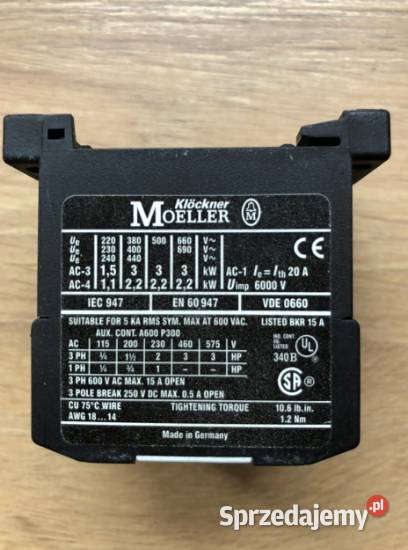 Klöckner
MOELLER
Ue 220 380 500 660 V~
Ue 230 400 690 V~
Ue 240 440 V~
AC-3 1,5 3 3 3 kW
AC-4 1,1 2,2 2,2 2,2 kW
AC-1 Ie = Ith 20 A
Uimp 6000 V
CE
IEC 947 EN 60 947 VDE 0660
SUITABLE FOR 5 KA RMS SYM. MAX AT 600 VAC. LISTED BKR 15 A
AUX. CONT. A600 P300
AC 115 200 230 460 575 V
3 PH 3/4 1½ 2 3 3 HP
1 PH 1 HP
3 PH 600 V AC MAX. 15 A OPEN
3 POLE BREAK 250 V DC MAX. 0.5 A OPEN
IND. CONT.
EQ.
LISTED
340 B
UL
SA
CU 75°C WIRE TIGHTENING TORQUE 10.6 lb.in.
AWG 18...14 1.2 Nm
Made in Germany
Sprzedajemy.pl